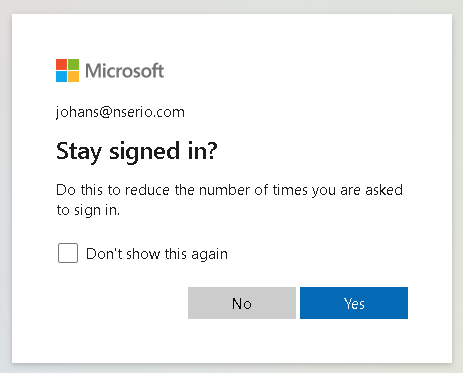 Microsoft
johans@nserio.com
Stay signed in?
Do this to reduce the number of times you are asked
to sign in.
Don't show this again
No
Yes